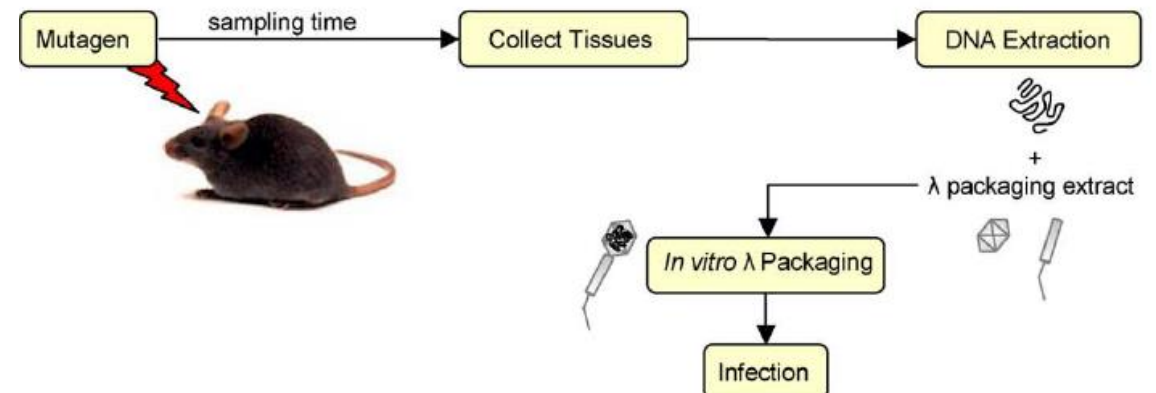 Mutagen
sampling time
Collect Tissues
DNA Extraction
+
λ packaging extract
In vitro λ Packaging
Infection